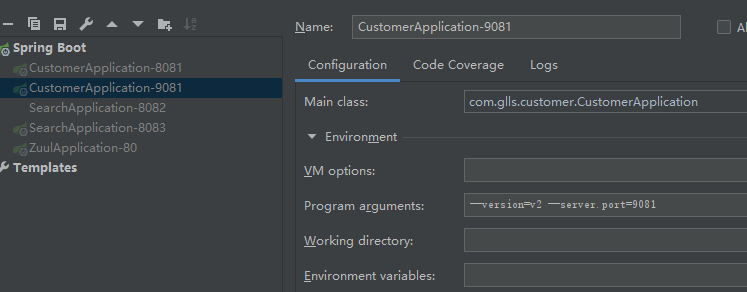 Name: CustomerApplication-9081
Al
Spring Boot
CustomerApplication-8081
CustomerApplication-9081
SearchApplication-8082
SearchApplication-8083
ZuulApplication-80
Templates
Configuration Code Coverage Logs
Main class: com.glls.customer.CustomerApplication
Environment
VM options:
Program arguments: --version=v2 --server.port=9081
Working directory:
Environment variables: